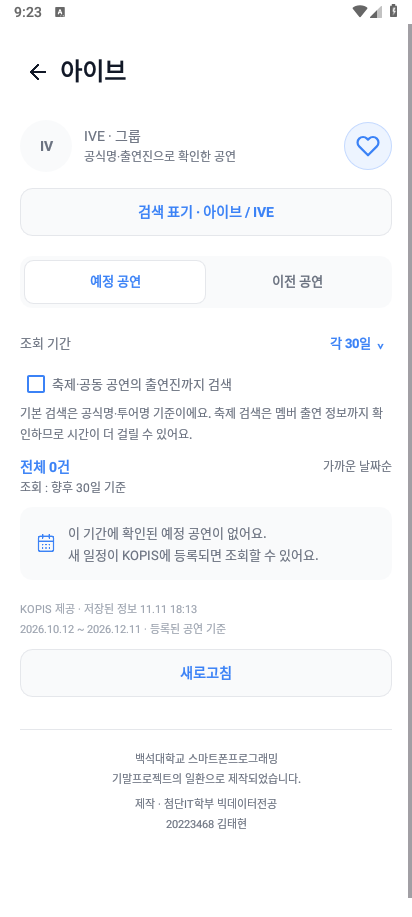 9:23
A
아이브
IV
IVE · 그룹
공식명·출연진으로 확인한 공연
검색 표기 · 아이브 / IVE
예정 공연
이전 공연
조회 기간
각 30일
축제·공동 공연의 출연진까지 검색
기본 검색은 공식명·투어명 기준이에요. 축제 검색은 멤버 출연 정보까지 확
인하므로 시간이 더 걸릴 수 있어요.
전체 0건
가까운 날짜순
조회 : 향후 30일 기준
이 기간에 확인된 예정 공연이 없어요.
새 일정이 KOPIS에 등록되면 조회할 수 있어요.
KOPIS 제공 · 저장된 정보 11.11 18:13
2026.10.12 ~ 2026.12.11 · 등록된 공연 기준
새로고침
백석대학교 스마트폰프로그래밍
기말프로젝트의 일환으로 제작되었습니다.
제작 · 첨단IT학부 빅데이터전공
20223468 김태현